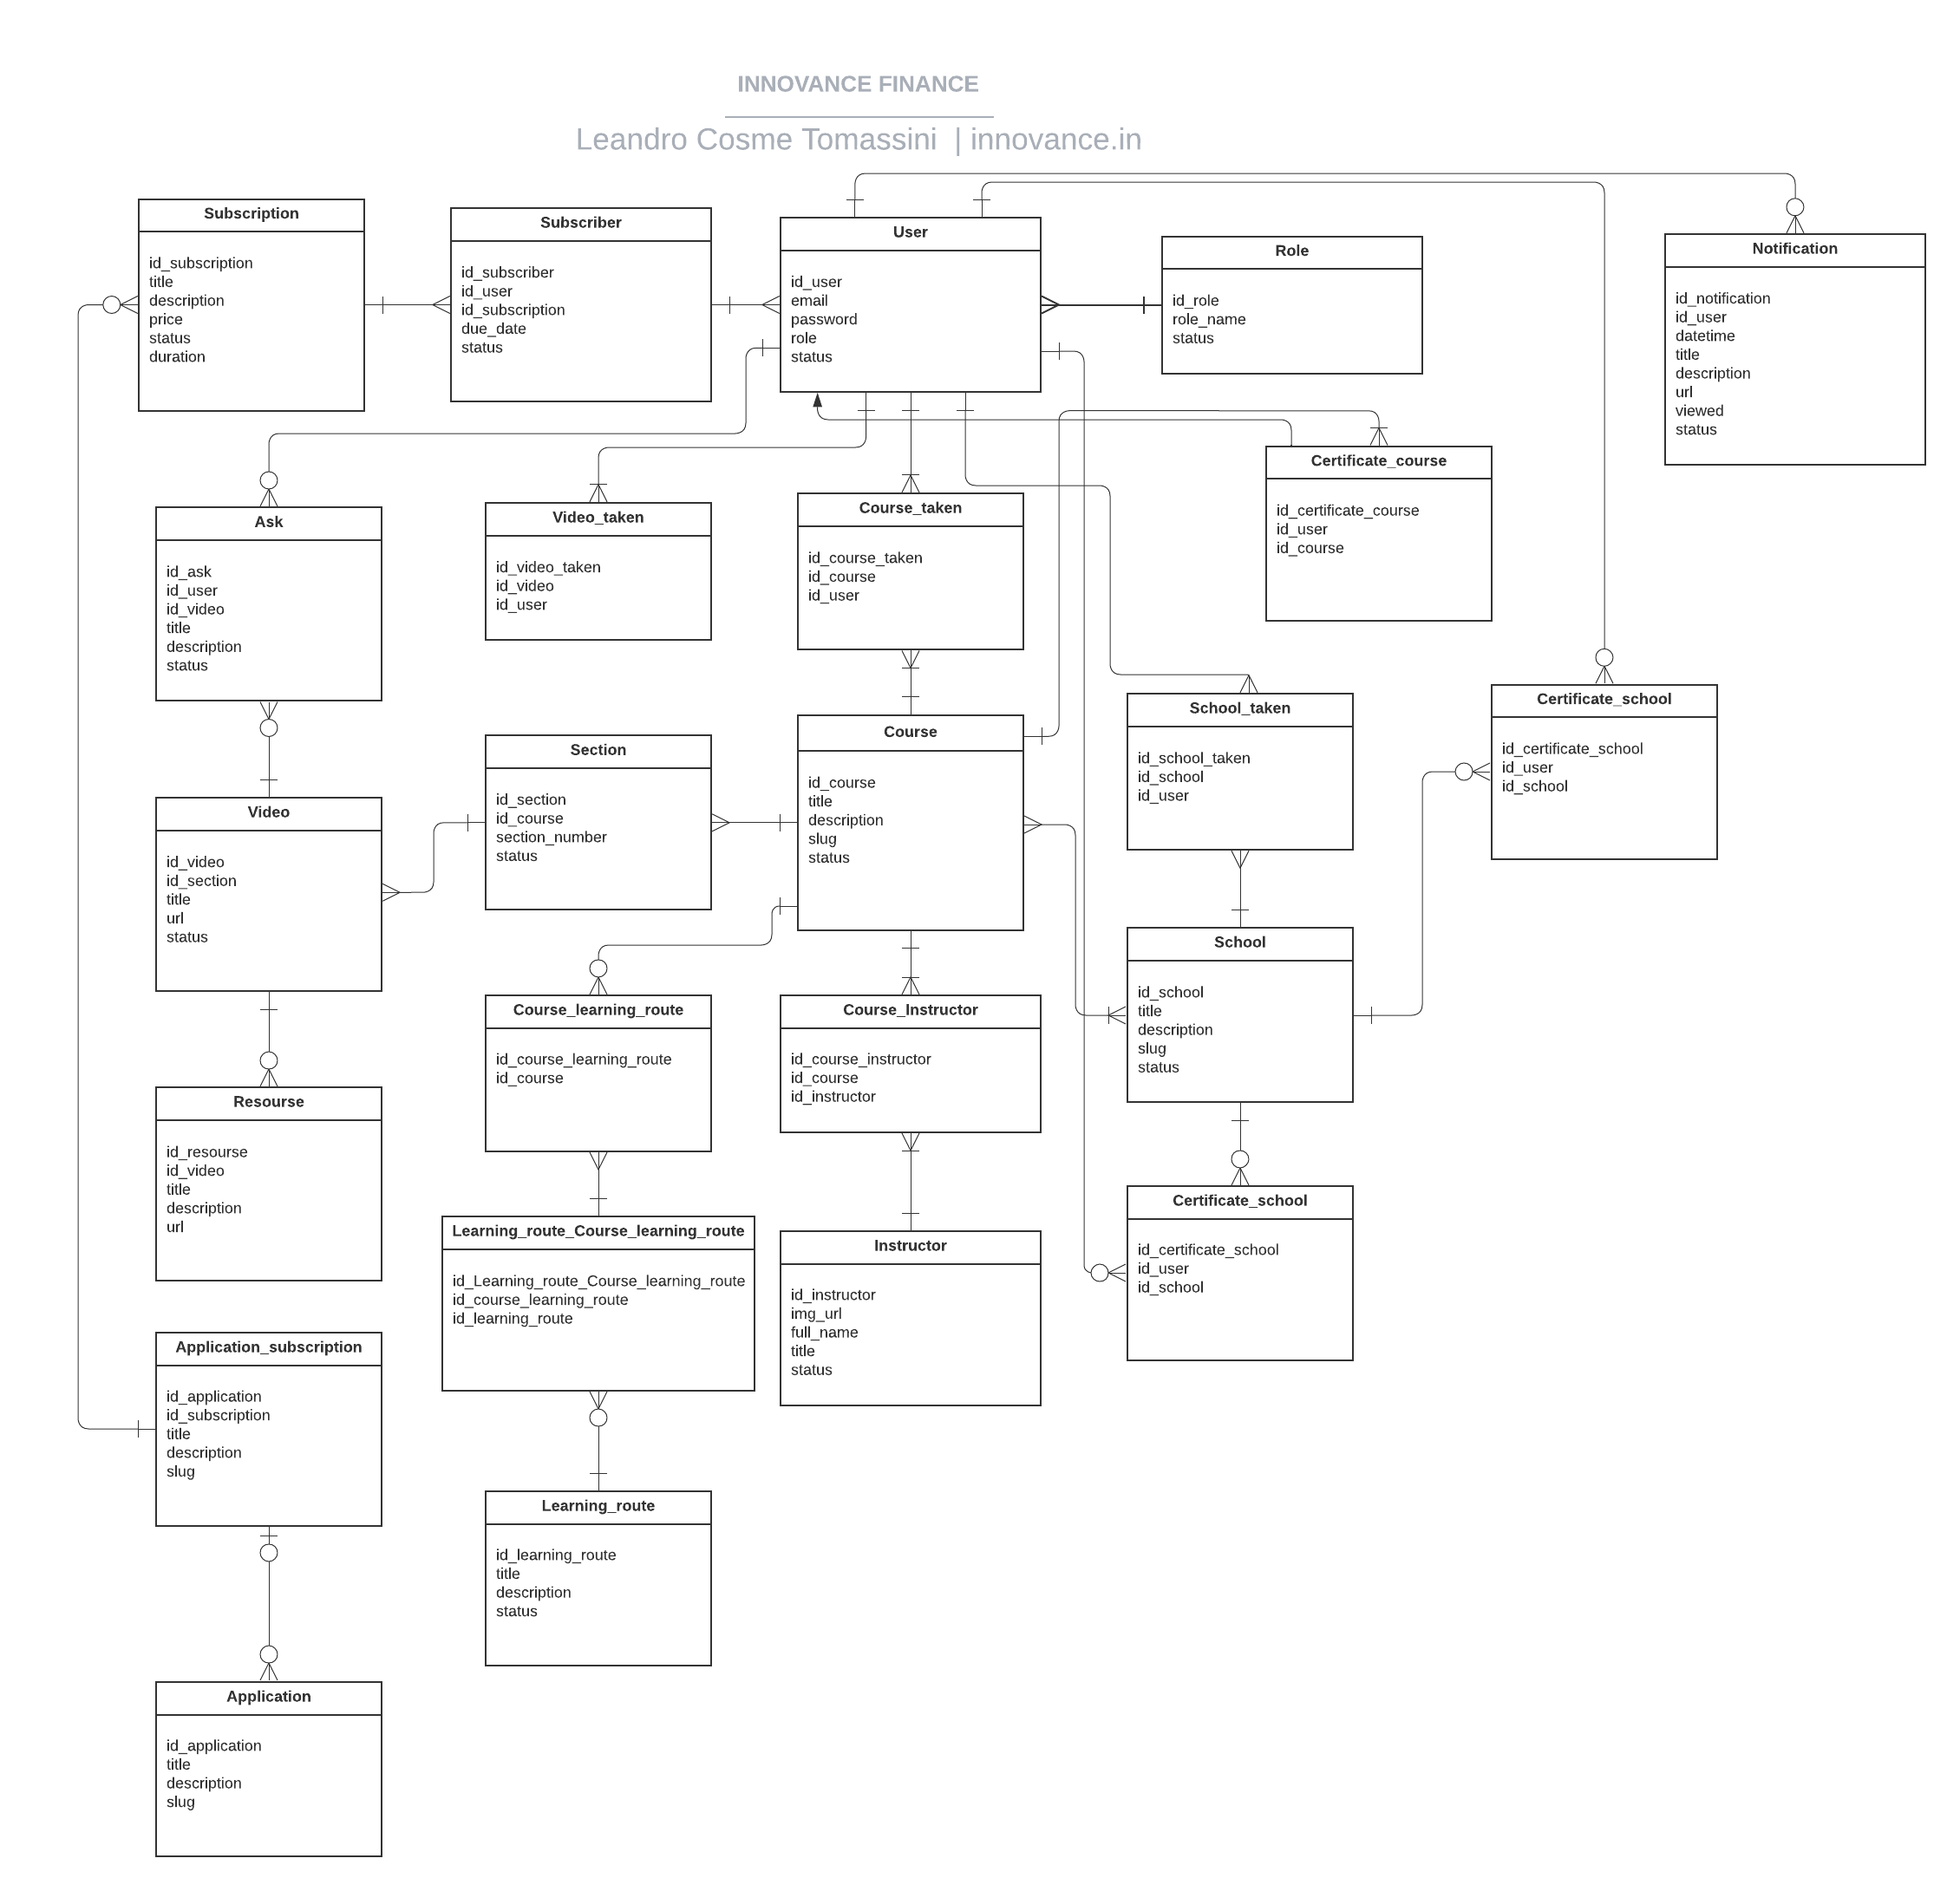 INNOVANCE FINANCE
Leandro Cosme Tomassini | innovance.in
Subscription
id_subscription
title
description
price
status
duration
Subscriber
id_subscriber
id_user
id_subscription
due_date
status
User
id_user
email
password
role
status
Role
id_role
role_name
status
Notification
id_notification
id_user
datetime
title
description
url
viewed
status
Certificate_course
id_certificate_course
id_user
id_course
Ask
id_ask
id_user
id_video
title
description
status
Video_taken
id_video_taken
id_video
id_user
Course_taken
id_course_taken
id_course
id_user
School_taken
id_school_taken
id_school
id_user
Certificate_school
id_certificate_school
id_user
id_school
Video
id_video
id_section
title
url
status
Section
id_section
id_course
section_number
status
Course
id_course
title
description
slug
status
School
id_school
title
description
slug
status
Resourse
id_resourse
id_video
title
description
url
Course_learning_route
id_course_learning_route
id_course
Course_Instructor
id_course_instructor
id_course
id_instructor
Certificate_school
id_certificate_school
id_user
id_school
Learning_route_Course_learning_route
id_Learning_route_Course_learning_route
id_course_learning_route
id_learning_route
Instructor
id_instructor
img_url
full_name
title
status
Application_subscription
id_application
id_subscription
title
description
slug
Learning_route
id_learning_route
title
description
status
Application
id_application
title
description
slug